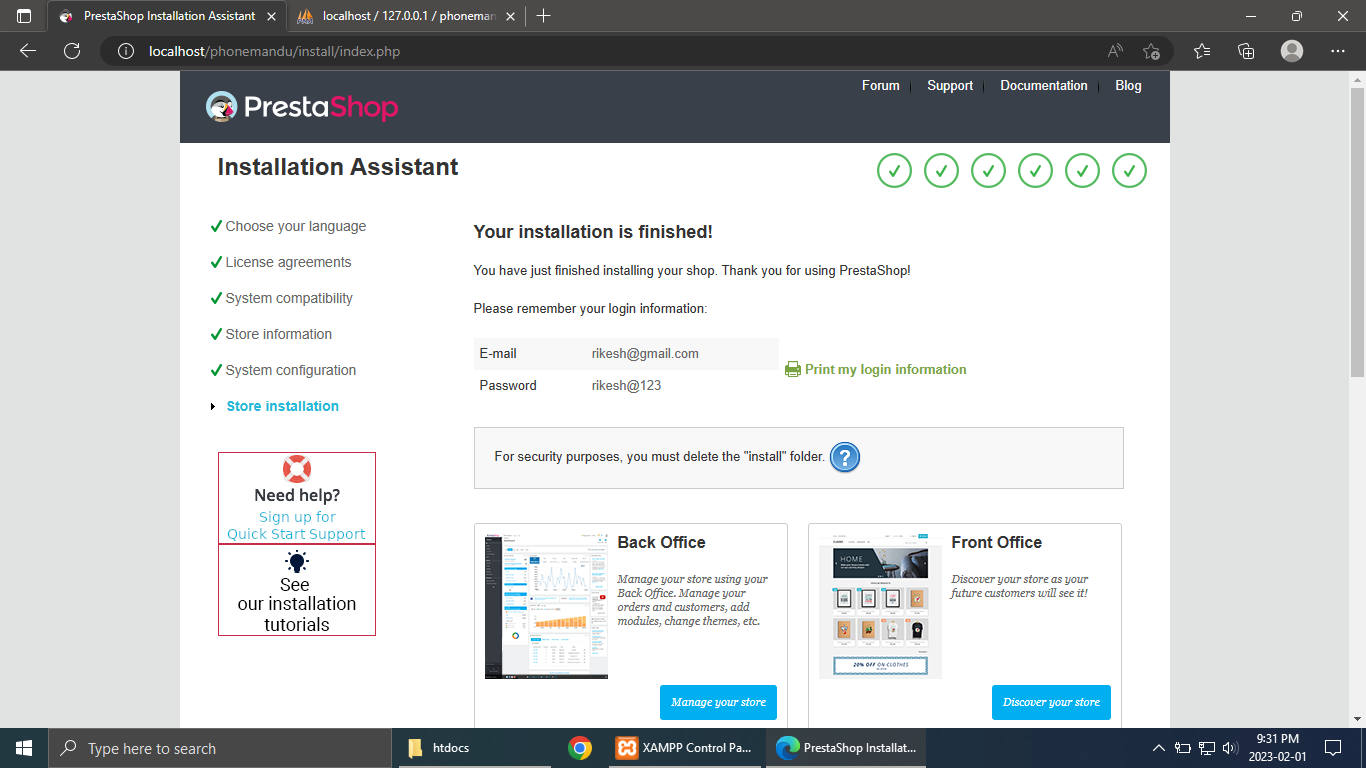 PrestaShop Installation Assistant
localhost / 127.0.0.1 / phoneman
localhost/phonemandu/install/index.php
Forum
Support
Documentation
Blog
PrestaShop
Installation Assistant
Choose your language
License agreements
System compatibility
Store information
System configuration
Store installation
Need help?
Sign up for
Quick Start Support
See
our installation
tutorials
Your installation is finished!
You have just finished installing your shop. Thank you for using PrestaShop!
Please remember your login information:
E-mail rikesh@gmail.com
Password rikesh@123
Print my login information
For security purposes, you must delete the "install" folder. ?
Back Office
Manage your store using your
Back Office. Manage your
orders and customers, add
modules, change themes, etc.
Manage your store
Front Office
Discover your store as your
future customers will see it!
HOME
20% OFF ON CLOTHES
Discover your store
Type here to search
htdocs
XAMPP Control Pa...
PrestaShop Installat...
9:31 PM
2023-02-01